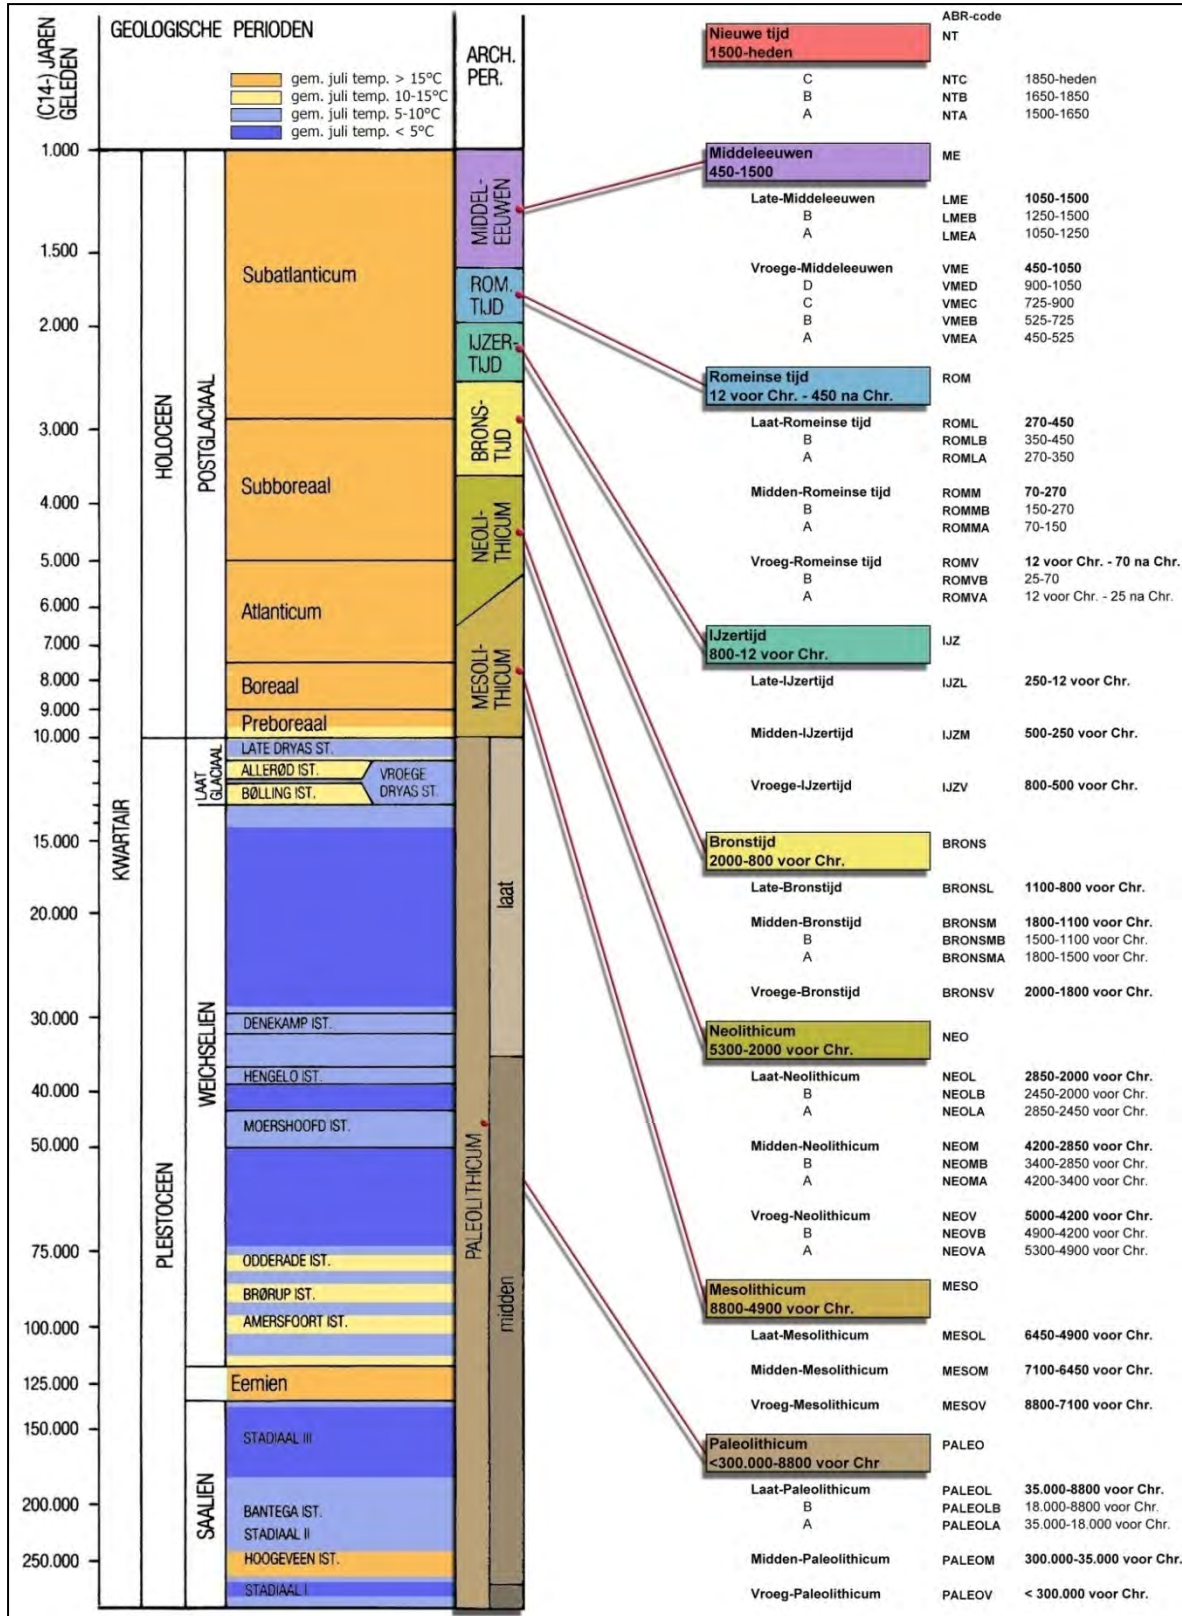 (C14-) JAREN
GELEDEN
GEOLOGISCHE PERIODEN
gem. juli temp. > 15°C
gem. juli temp. 10-15°C
gem. juli temp. 5-10°C
gem. juli temp. < 5°C
ARCH.
PER.
1.000
1.500
2.000
3.000
4.000
5.000
6.000
7.000
8.000
9.000
10.000
15.000
20.000
30.000
40.000
50.000
75.000
100.000
125.000
150.000
200.000
250.000
KWARTAIR
HOLOCEEN
PLEISTOCEEN
POSTGLACIAAL
LAAT
GLACIAAL
WEICHSELIEN
SAALIEN
Subatlanticum
Subboreaal
Atlanticum
Boreaal
Preboreaal
LATE DRYAS ST.
ALLERØD IST.
VROEGE
DRYAS ST.
BØLLING IST.
DENEKAMP IST.
HENGELO IST.
MOERSHOOFD IST.
ODDERADE IST.
BRØRUP IST.
AMERSFOORT IST.
Eemien
STADIAAL III
BANTEGA IST.
STADIAAL II
HOOGEVEEN IST.
STADIAAL I
MIDDEL-
EEUWEN
ROM.
TIJD
IJZER-
TIJD
BRONS-
TIJD
NEOLI-
THICUM
MESOLI-
THICUM
PALEOLITHICUM
laat
midden
ABR-code
Nieuwe tijd NT
1500-heden
C NTC 1850-heden
B NTB 1650-1850
A NTA 1500-1650
Middeleeuwen ME
450-1500
Late-Middeleeuwen LME 1050-1500
B LMEB 1250-1500
A LMEA 1050-1250
Vroege-Middeleeuwen VME 450-1050
D VMED 900-1050
C VMEC 725-900
B VMEB 525-725
A VMEA 450-525
Romeinse tijd ROM
12 voor Chr. - 450 na Chr.
Laat-Romeinse tijd ROML 270-450
B ROMLB 350-450
A ROMLA 270-350
Midden-Romeinse tijd ROMM 70-270
B ROMMB 150-270
A ROMMA 70-150
Vroeg-Romeinse tijd ROMV 12 voor Chr. - 70 na Chr.
B ROMVB 25-70
A ROMVA 12 voor Chr. - 25 na Chr.
IJzertijd IJZ
800-12 voor Chr.
Late-IJzertijd IJZL 250-12 voor Chr.
Midden-IJzertijd IJZM 500-250 voor Chr.
Vroege-IJzertijd IJZV 800-500 voor Chr.
Bronstijd BRONS
2000-800 voor Chr.
Late-Bronstijd BRONSL 1100-800 voor Chr.
Midden-Bronstijd BRONSM 1800-1100 voor Chr.
B BRONSMB 1500-1100 voor Chr.
A BRONSMA 1800-1500 voor Chr.
Vroege-Bronstijd BRONSV 2000-1800 voor Chr.
Neolithicum NEO
5300-2000 voor Chr.
Laat-Neolithicum NEOL 2850-2000 voor Chr.
B NEOLB 2450-2000 voor Chr.
A NEOLA 2850-2450 voor Chr.
Midden-Neolithicum NEOM 4200-2850 voor Chr.
B NEOMB 3400-2850 voor Chr.
A NEOMA 4200-3400 voor Chr.
Vroeg-Neolithicum NEOV 5000-4200 voor Chr.
B NEOVB 4900-4200 voor Chr.
A NEOVA 5300-4900 voor Chr.
Mesolithicum MESO
8800-4900 voor Chr.
Laat-Mesolithicum MESOL 6450-4900 voor Chr.
Midden-Mesolithicum MESOM 7100-6450 voor Chr.
Vroeg-Mesolithicum MESOV 8800-7100 voor Chr.
Paleolithicum PALEO
<300.000-8800 voor Chr
Laat-Paleolithicum PALEOL 35.000-8800 voor Chr.
B PALEOLB 18.000-8800 voor Chr.
A PALEOLA 35.000-18.000 voor Chr.
Midden-Paleolithicum PALEOM 300.000-35.000 voor Chr.
Vroeg-Paleolithicum PALEOV < 300.000 voor Chr.